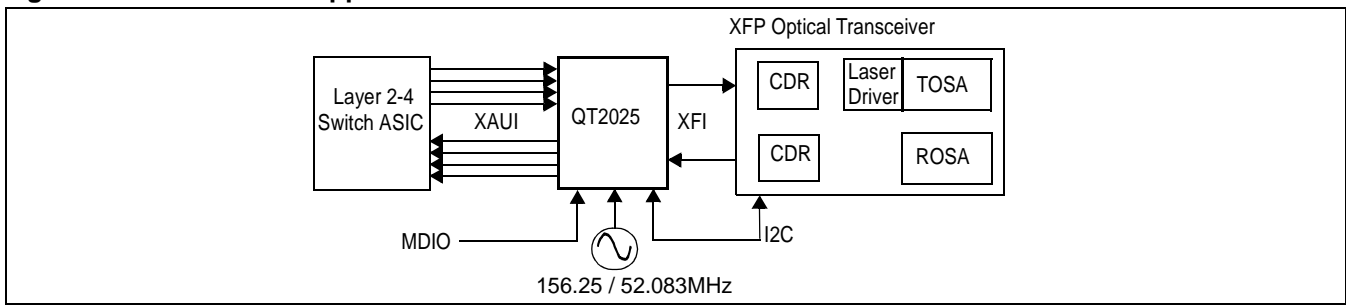 XFP Optical Transceiver
Layer 2-4
Switch ASIC
XAUI
QT2025
XFI
CDR
Laser
Driver
TOSA
CDR
ROSA
MDIO
I2C
156.25 / 52.083MHz